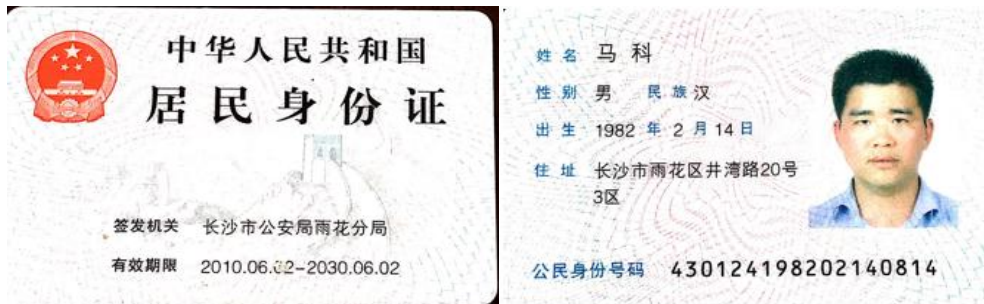 中华人民共和国
居民身份证
签发机关 长沙市公安局雨花分局
有效期限 2010.06.02-2030.06.02
姓名 马科
性别 男 民族 汉
出生 1982 年 2 月 14 日
住址 长沙市雨花区井湾路20号
3区
公民身份号码 430124198202140814